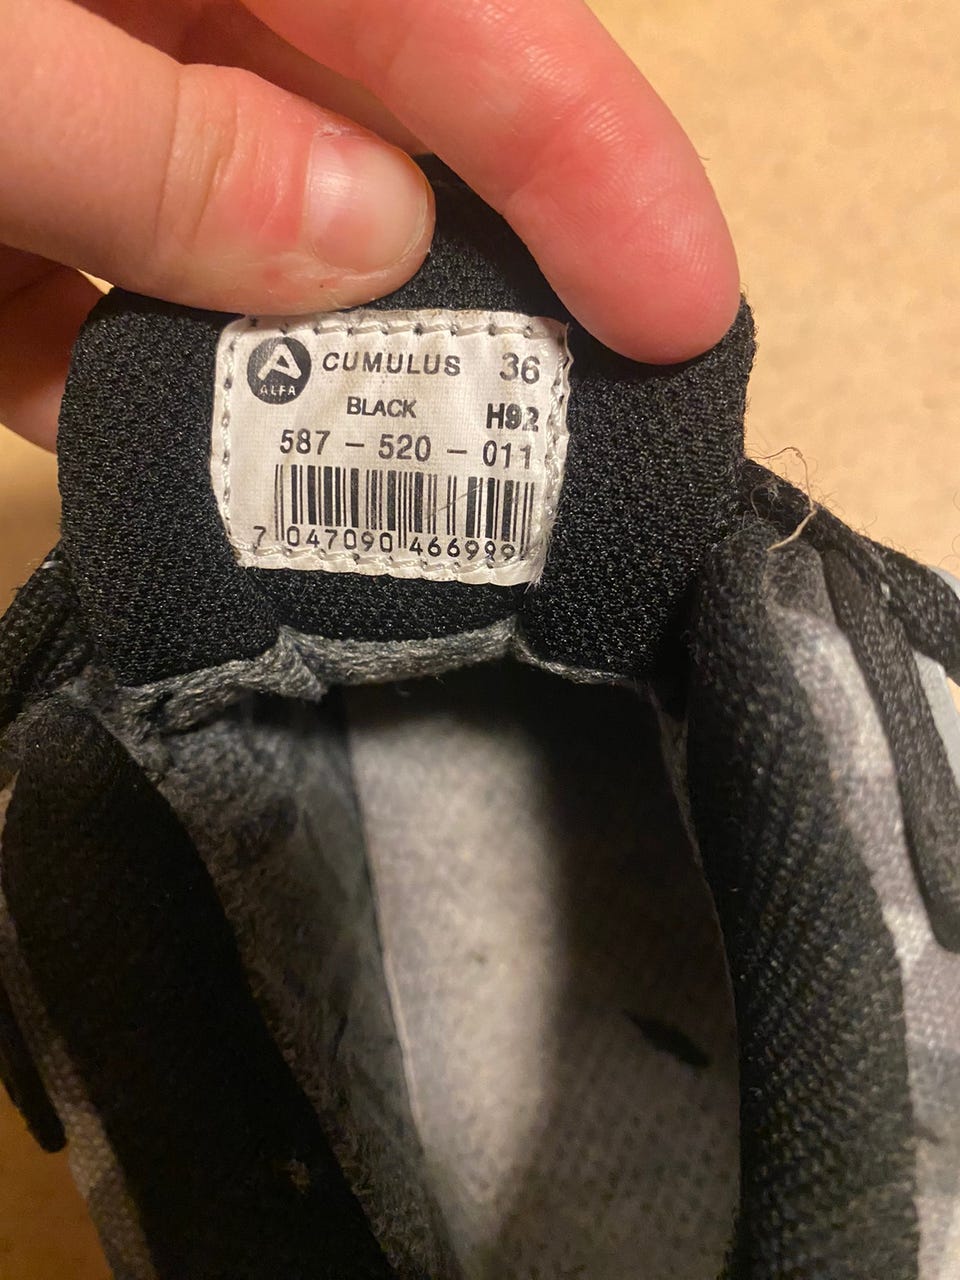 ALFA
CUMULUS 36
BLACK H92
587 – 520 – 011
7 047090 466999